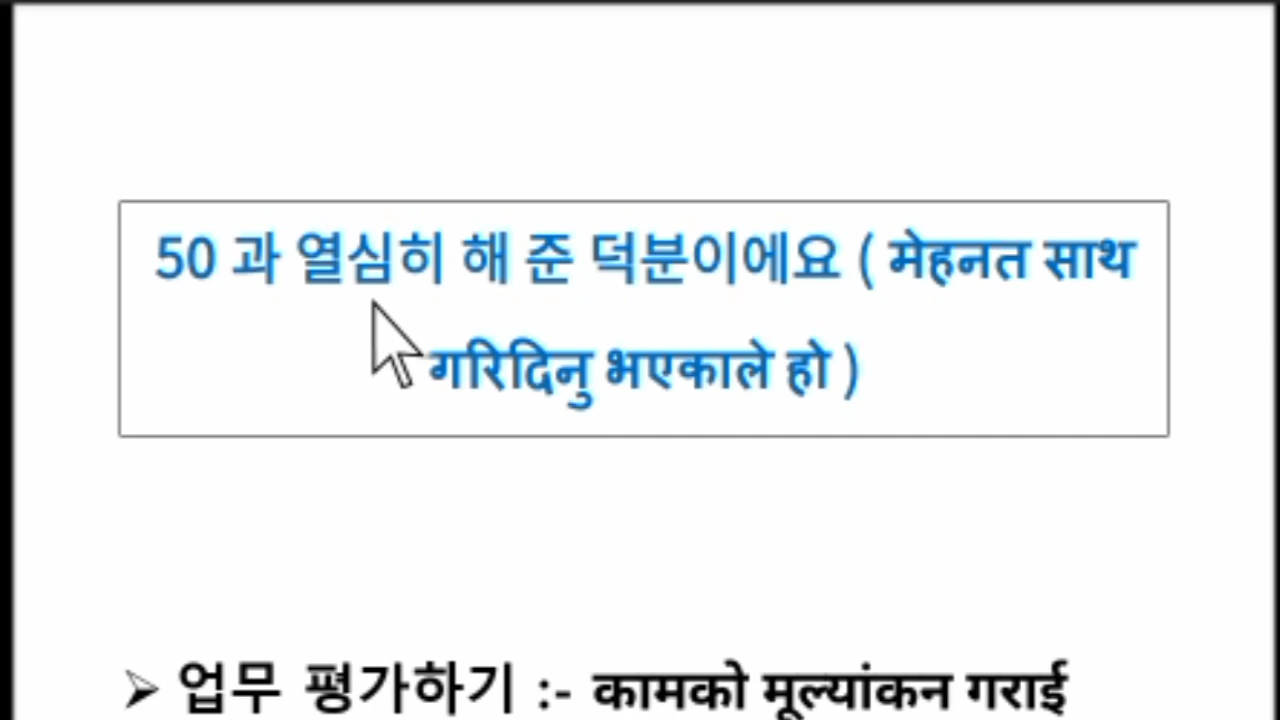 50 과 열심히 해 준 덕분이에요 ( मेहनत साथ
गरिदिनु भएकाले हो )
➢ 업무 평가하기 :- कामको मूल्यांकन गराई